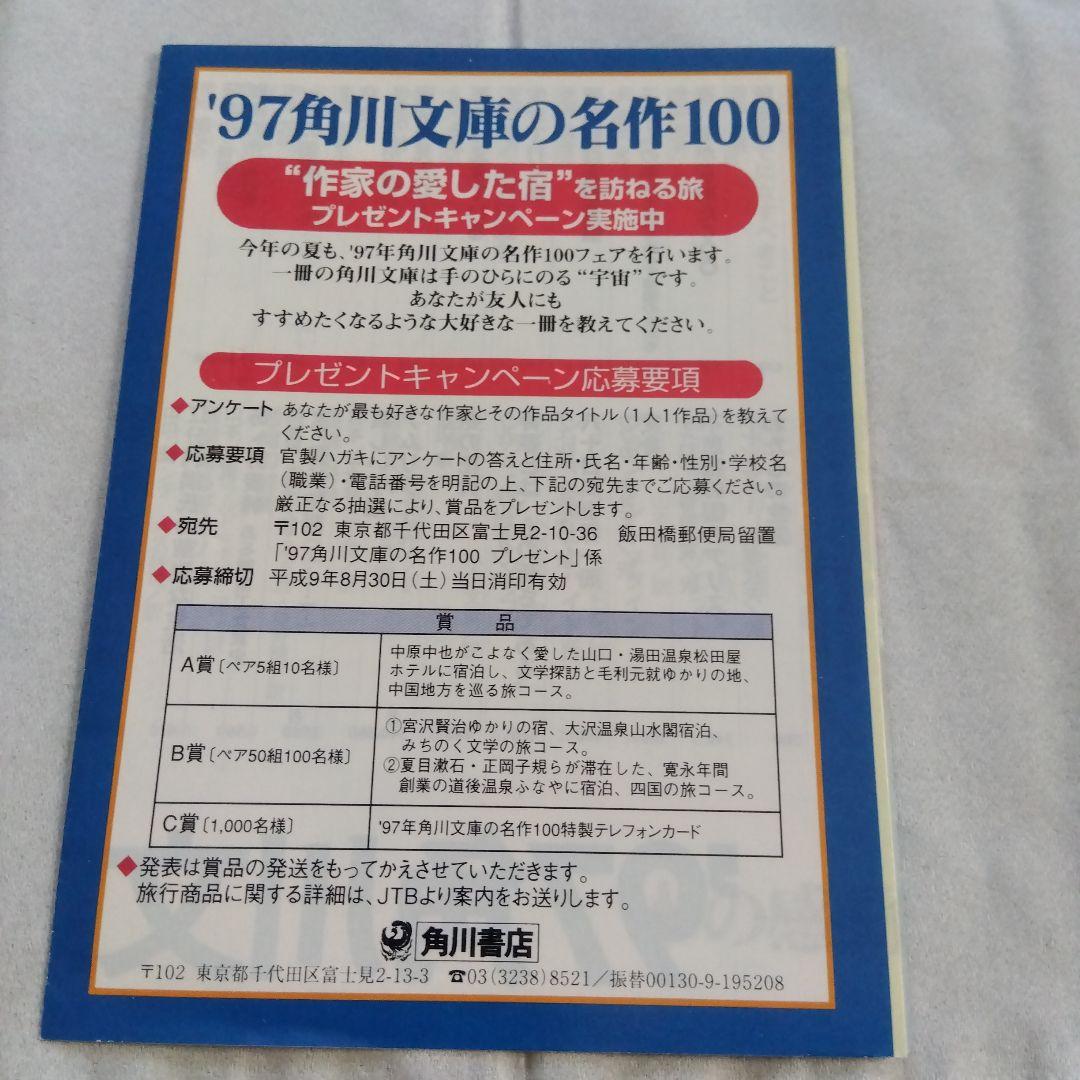 '97角川文庫の名作100
“作家の愛した宿”を訪ねる旅
プレゼントキャンペーン実施中
今年の夏も、'97年角川文庫の名作100フェアを行います。
一冊の角川文庫は手のひらにのる“宇宙”です。
あなたが友人にも
すすめたくなるような大好きな一冊を教えてください。
プレゼントキャンペーン応募要項
◆アンケート あなたが最も好きな作家とその作品タイトル(1人1作品)を教えて
ください。
◆応募要項 官製ハガキにアンケートの答えと住所・氏名・年齢・性別・学校名
(職業)・電話番号を明記の上、下記の宛先までご応募ください。
厳正なる抽選により、賞品をプレゼントします。
◆宛先 〒102 東京都千代田区富士見2-10-36 飯田橋郵便局留置
「'97角川文庫の名作100 プレゼント」係
◆応募締切 平成9年8月30日(土)当日消印有効
賞 品
A賞〔ペア5組10名様〕 中原中也がこよなく愛した山口・湯田温泉松田屋
ホテルに宿泊し、文学探訪と毛利元就ゆかりの地、
中国地方を巡る旅コース。
B賞〔ペア50組100名様〕 ①宮沢賢治ゆかりの宿、大沢温泉山水閣宿泊、
みちのく文学の旅コース。
②夏目漱石・正岡子規らが滞在した、寛永年間
創業の道後温泉ふなやに宿泊、四国の旅コース。
C賞〔1,000名様〕 '97年角川文庫の名作100特製テレフォンカード
◆発表は賞品の発送をもってかえさせていただきます。
旅行商品に関する詳細は、JTBより案内をお送りします。
角川書店
〒102 東京都千代田区富士見2-13-3 ☎03(3238)8521/振替00130-9-195208